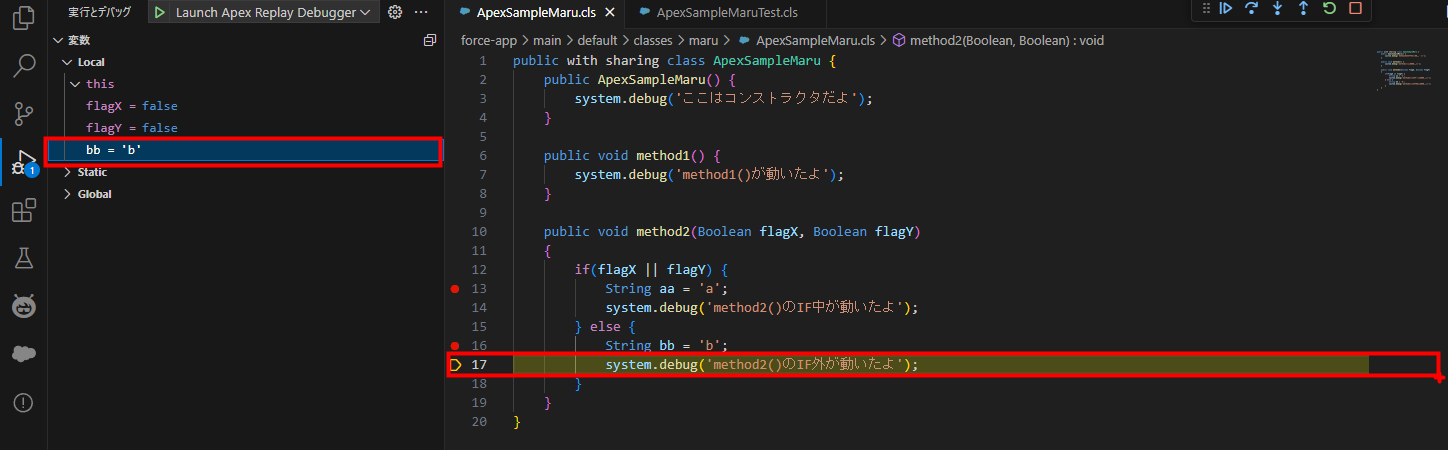 実行とデバッグ
Launch Apex Replay Debugger
変数
Local
this
flagX = false
flagY = false
bb = 'b'
Static
Global
1
ApexSampleMaru.cls
ApexSampleMaruTest.cls
force-app > main > default > classes > maru > ApexSampleMaru.cls > method2(Boolean, Boolean) : void
1 public with sharing class ApexSampleMaru {
2 public ApexSampleMaru() {
3 system.debug('ここはコンストラクタだよ');
4 }
5
6 public void method1() {
7 system.debug('method1()が動いたよ');
8 }
9
10 public void method2(Boolean flagX, Boolean flagY)
11 {
12 if(flagX || flagY) {
13 String aa = 'a';
14 system.debug('method2()のIF中が動いたよ');
15 } else {
16 String bb = 'b';
17 system.debug('method2()のIF外が動いたよ');
18 }
19 }
20 }